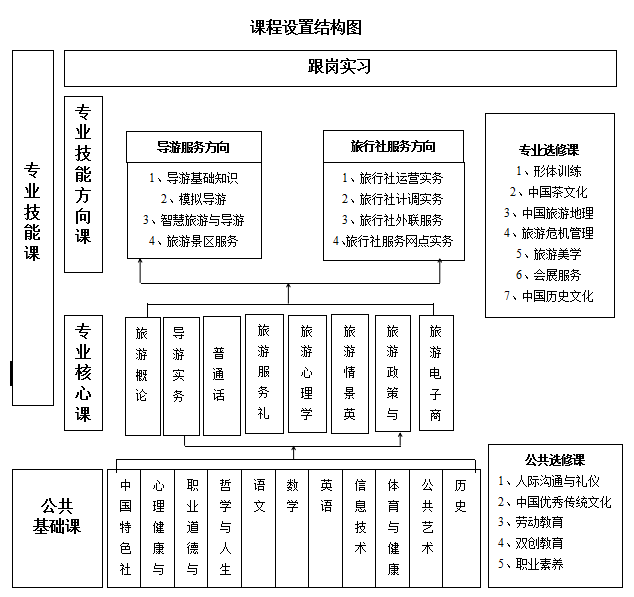 课程设置结构图
跟岗实习
专业技能课
专业技能方向课
导游服务方向
1、导游基础知识
2、模拟导游
3、智慧旅游与导游
4、旅游景区服务
旅行社服务方向
1、旅行社运营实务
2、旅行社计调实务
3、旅行社外联服务
4、旅行社服务网点实务
专业选修课
1、形体训练
2、中国茶文化
3、中国旅游地理
4、旅游危机管理
5、旅游美学
6、会展服务
7、中国历史文化
专业核心课
旅游概论
导游实务
普通话
旅游服务礼
旅游心理学
旅游情景英
旅游政策与
旅游电子商
公共
基础课
中国特色社
心理健康与
职业道德与
哲学与人生
语文
数学
英语
信息技术
体育与健康
公共艺术
历史
公共选修课
1、人际沟通与礼仪
2、中国优秀传统文化
3、劳动教育
4、双创教育
5、职业素养